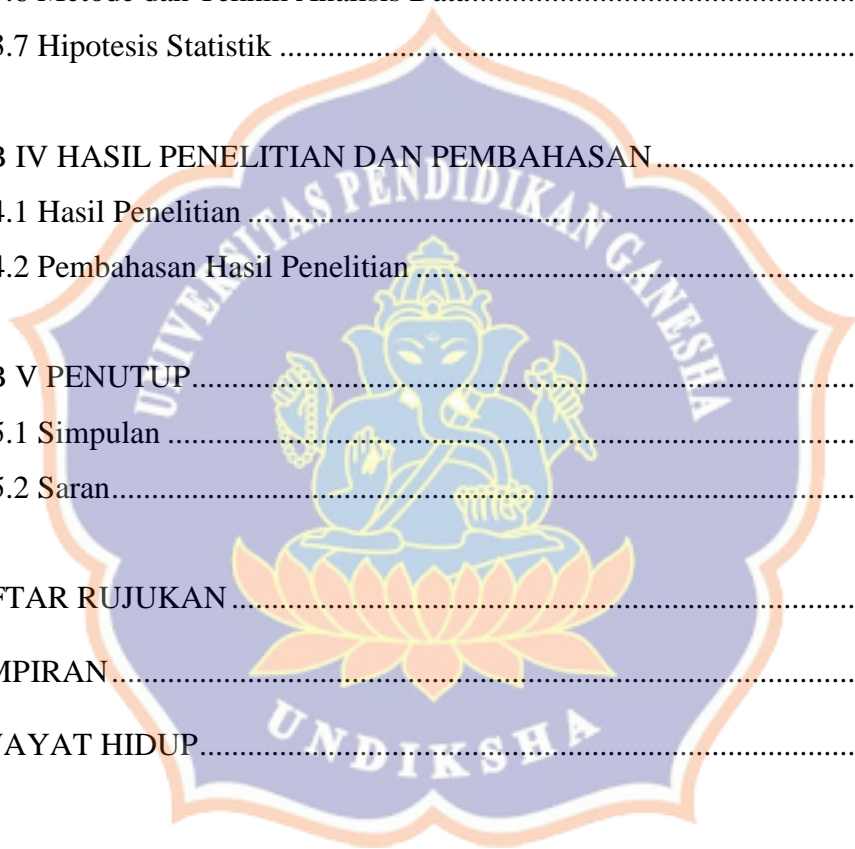 3.7 Hipotesis Statistik ........................................................................
B IV HASIL PENELITIAN DAN PEMBAHASAN .........................
4.1 Hasil Penelitian ............................................................................
4.2 Pembahasan Hasil Penelitian .......................................................
B V PENUTUP...................................................................................
5.1 Simpulan ......................................................................................
5.2 Saran.............................................................................................
FTAR RUJUKAN ..............................................................................
MPIRAN .............................................................................................
YAYAT HIDUP..................................................................................
UNIVERSITAS PENDIDIKAN GANESHA
UNDIKSHA